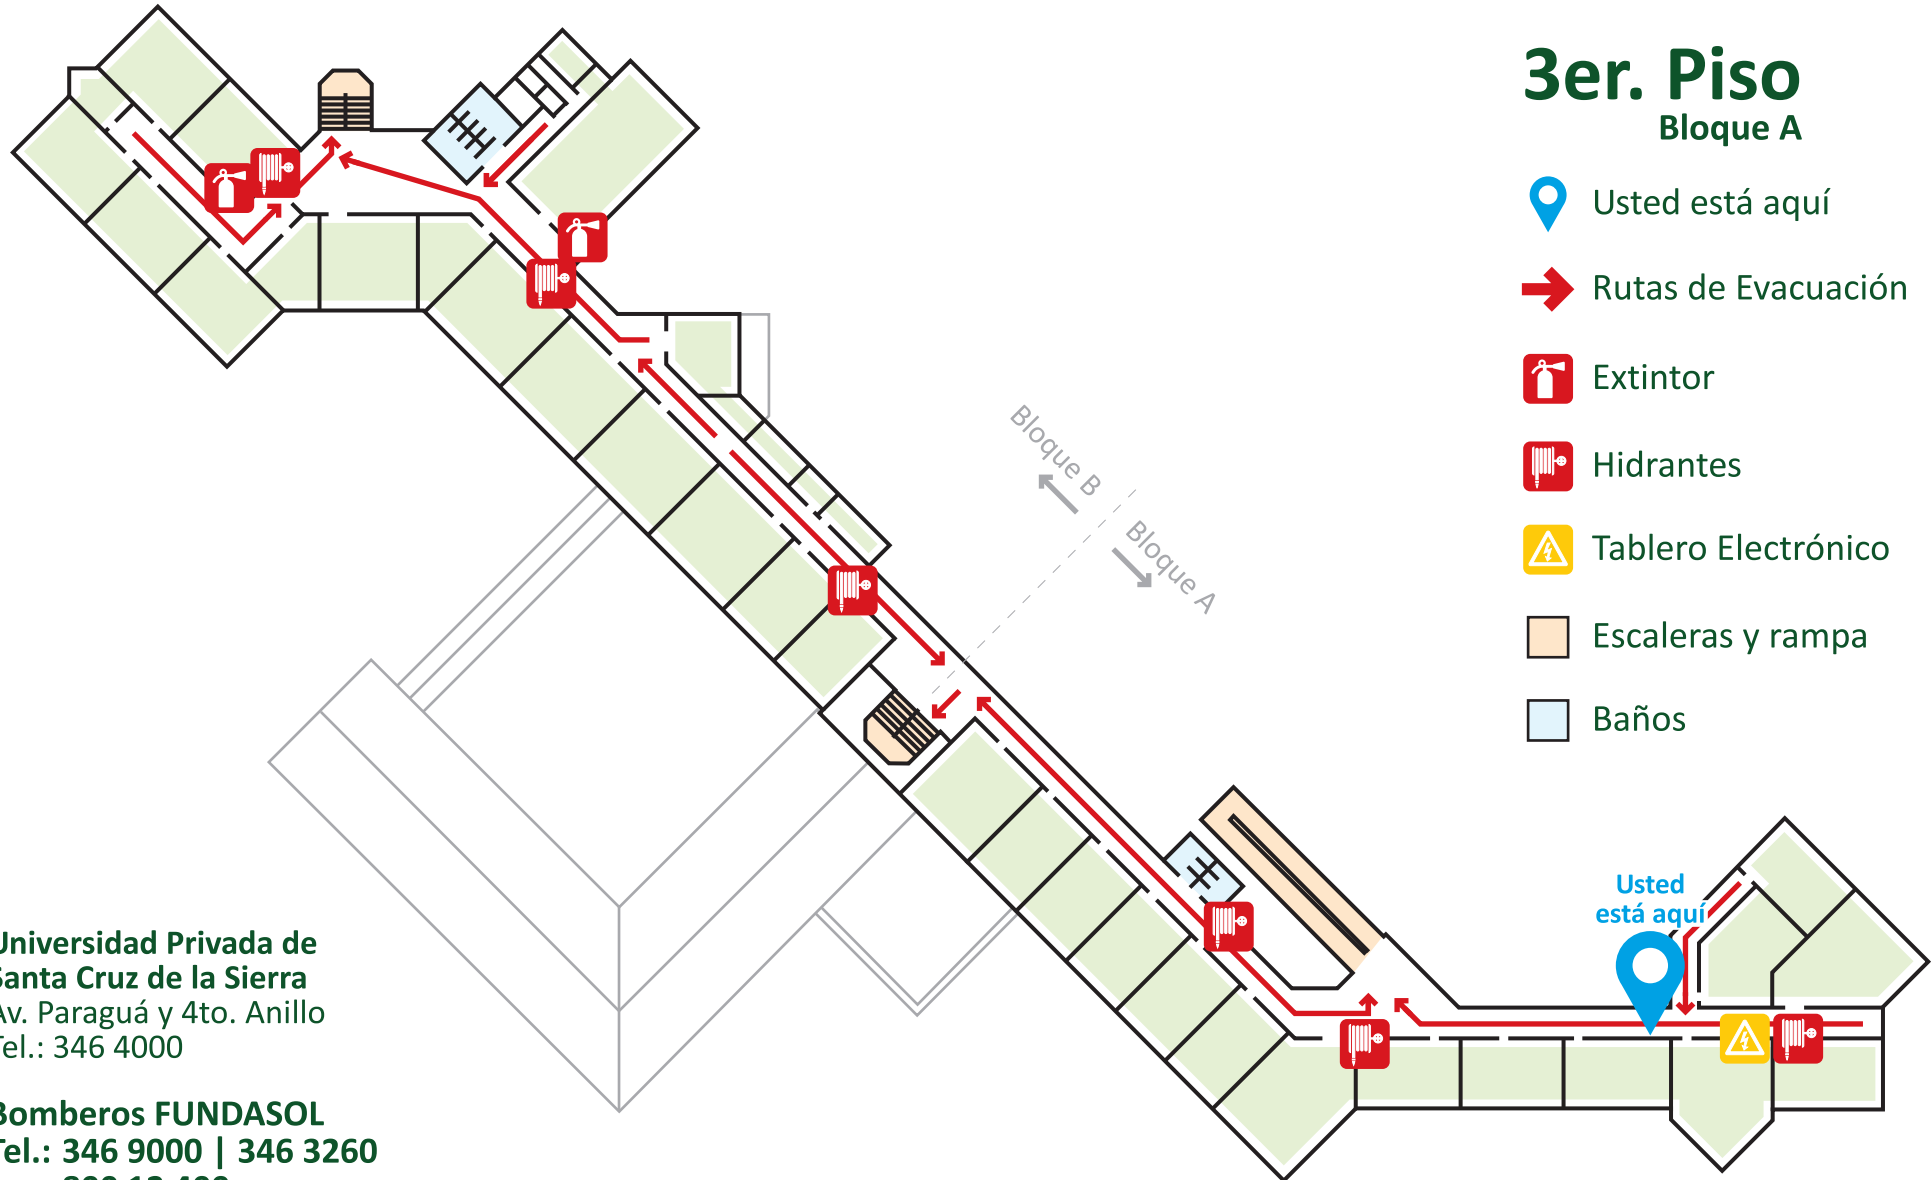 3er. Piso
Bloque A
Usted está aquí
Rutas de Evacuación
Extintor
Hidrantes
Tablero Electrónico
Escaleras y rampa
Baños
Bloque B
Bloque A
Usted
está aquí
Universidad Privada de
Santa Cruz de la Sierra
Av. Paraguá y 4to. Anillo
Tel.: 346 4000
Bomberos FUNDASOL
Tel.: 346 9000 | 346 3260